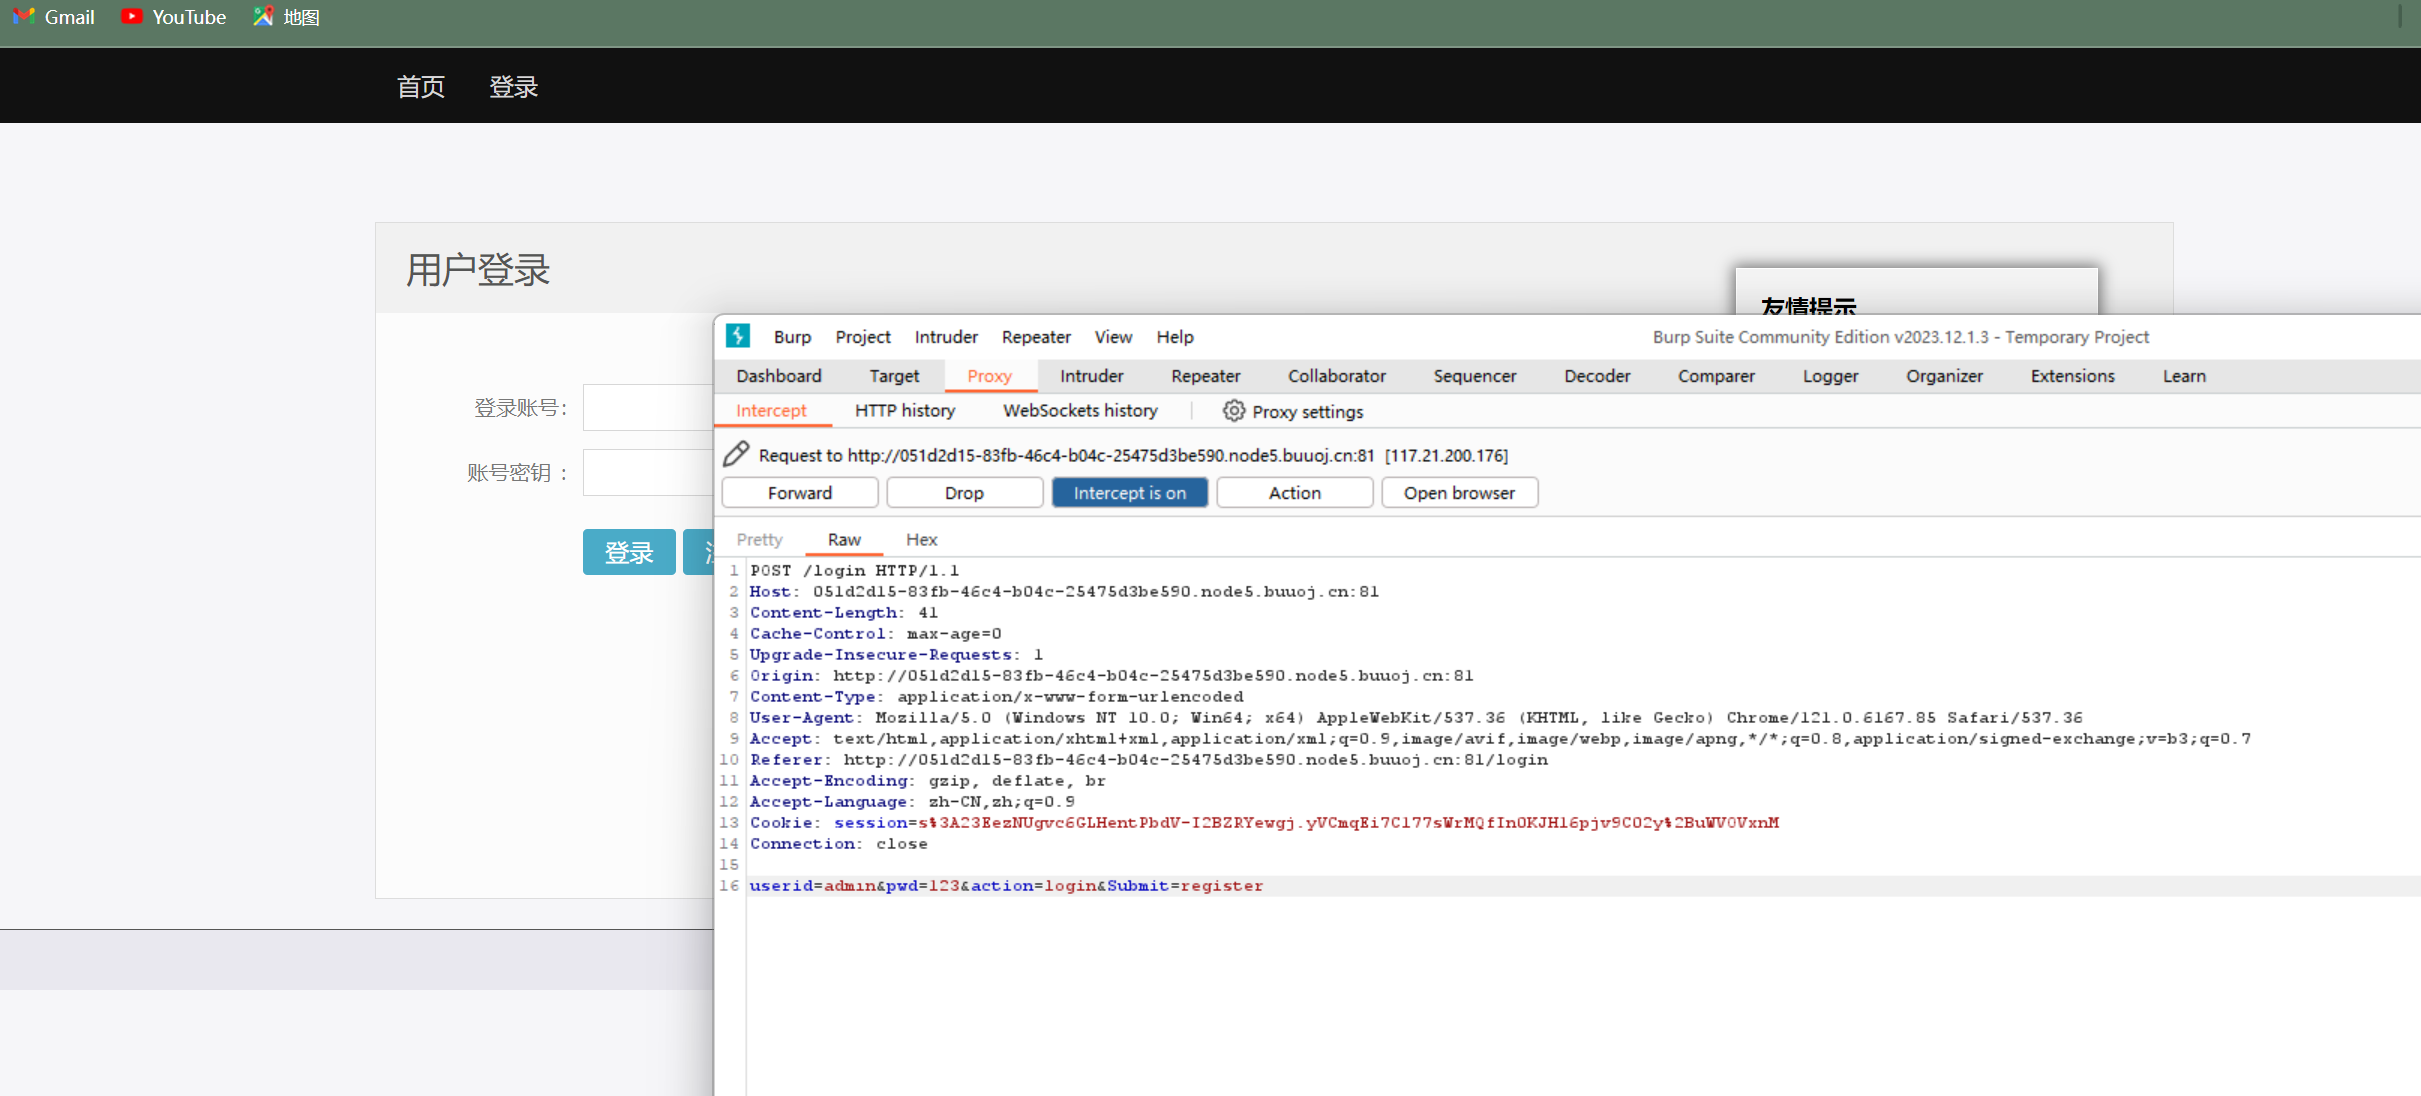 Gmail YouTube 地图
首页 登录
用户登录
友情提示
登录账号：
账号密钥 ：
登录
Burp Project Intruder Repeater View Help Burp Suite Community Edition v2023.12.1.3 - Temporary Project
Dashboard Target Proxy Intruder Repeater Collaborator Sequencer Decoder Comparer Logger Organizer Extensions Learn
Intercept HTTP history WebSockets history Proxy settings
Request to http://051d2d15-83fb-46c4-b04c-25475d3be590.node5.buuoj.cn:81 [117.21.200.176]
Forward Drop Intercept is on Action Open browser
Pretty Raw Hex
1 POST /login HTTP/1.1
2 Host: 051d2d15-83fb-46c4-b04c-25475d3be590.node5.buuoj.cn:81
3 Content-Length: 41
4 Cache-Control: max-age=0
5 Upgrade-Insecure-Requests: 1
6 Origin: http://051d2d15-83fb-46c4-b04c-25475d3be590.node5.buuoj.cn:81
7 Content-Type: application/x-www-form-urlencoded
8 User-Agent: Mozilla/5.0 (Windows NT 10.0; Win64; x64) AppleWebKit/537.36 (KHTML, like Gecko) Chrome/121.0.6167.85 Safari/537.36
9 Accept: text/html,application/xhtml+xml,application/xml;q=0.9,image/avif,image/webp,image/apng,*/*;q=0.8,application/signed-exchange;v=b3;q=0.7
10 Referer: http://051d2d15-83fb-46c4-b04c-25475d3be590.node5.buuoj.cn:81/login
11 Accept-Encoding: gzip, deflate, br
12 Accept-Language: zh-CN,zh;q=0.9
13 Cookie: session=s%3A23EezNUgvc6GLHentPbdV-I2BZRYewgj.yVCmqEi7C177sWrMQfInOKJH16pjv9CO2y%2BuWV0VxnM
14 Connection: close
15
16 userid=admın&pwd=123&action=login&Submit=register